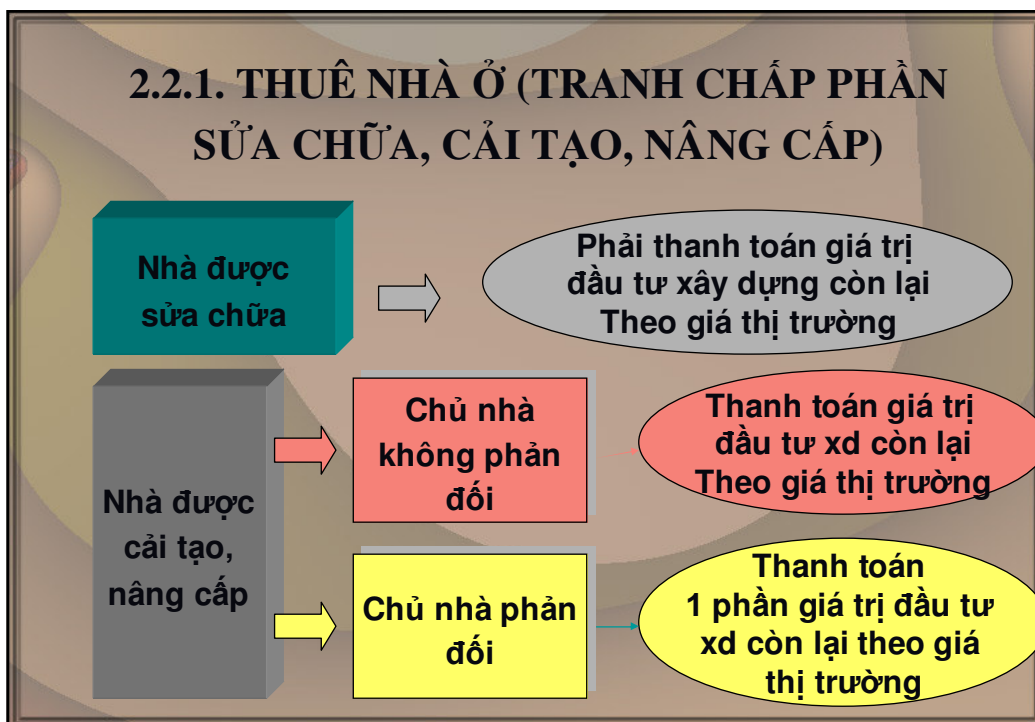 2.2.1. THUÊ NHÀ Ở (TRANH CHẤP PHẦN
SỬA CHỮA, CẢI TẠO, NÂNG CẤP)
Nhà được
sửa chữa
Phải thanh toán giá trị
đầu tư xây dựng còn lại
Theo giá thị trường
Nhà được
cải tạo,
nâng cấp
Chủ nhà
không phản
đối
Thanh toán giá trị
đầu tư xd còn lại
Theo giá thị trường
Chủ nhà phản
đối
Thanh toán
1 phần giá trị đầu tư
xd còn lại theo giá
thị trường